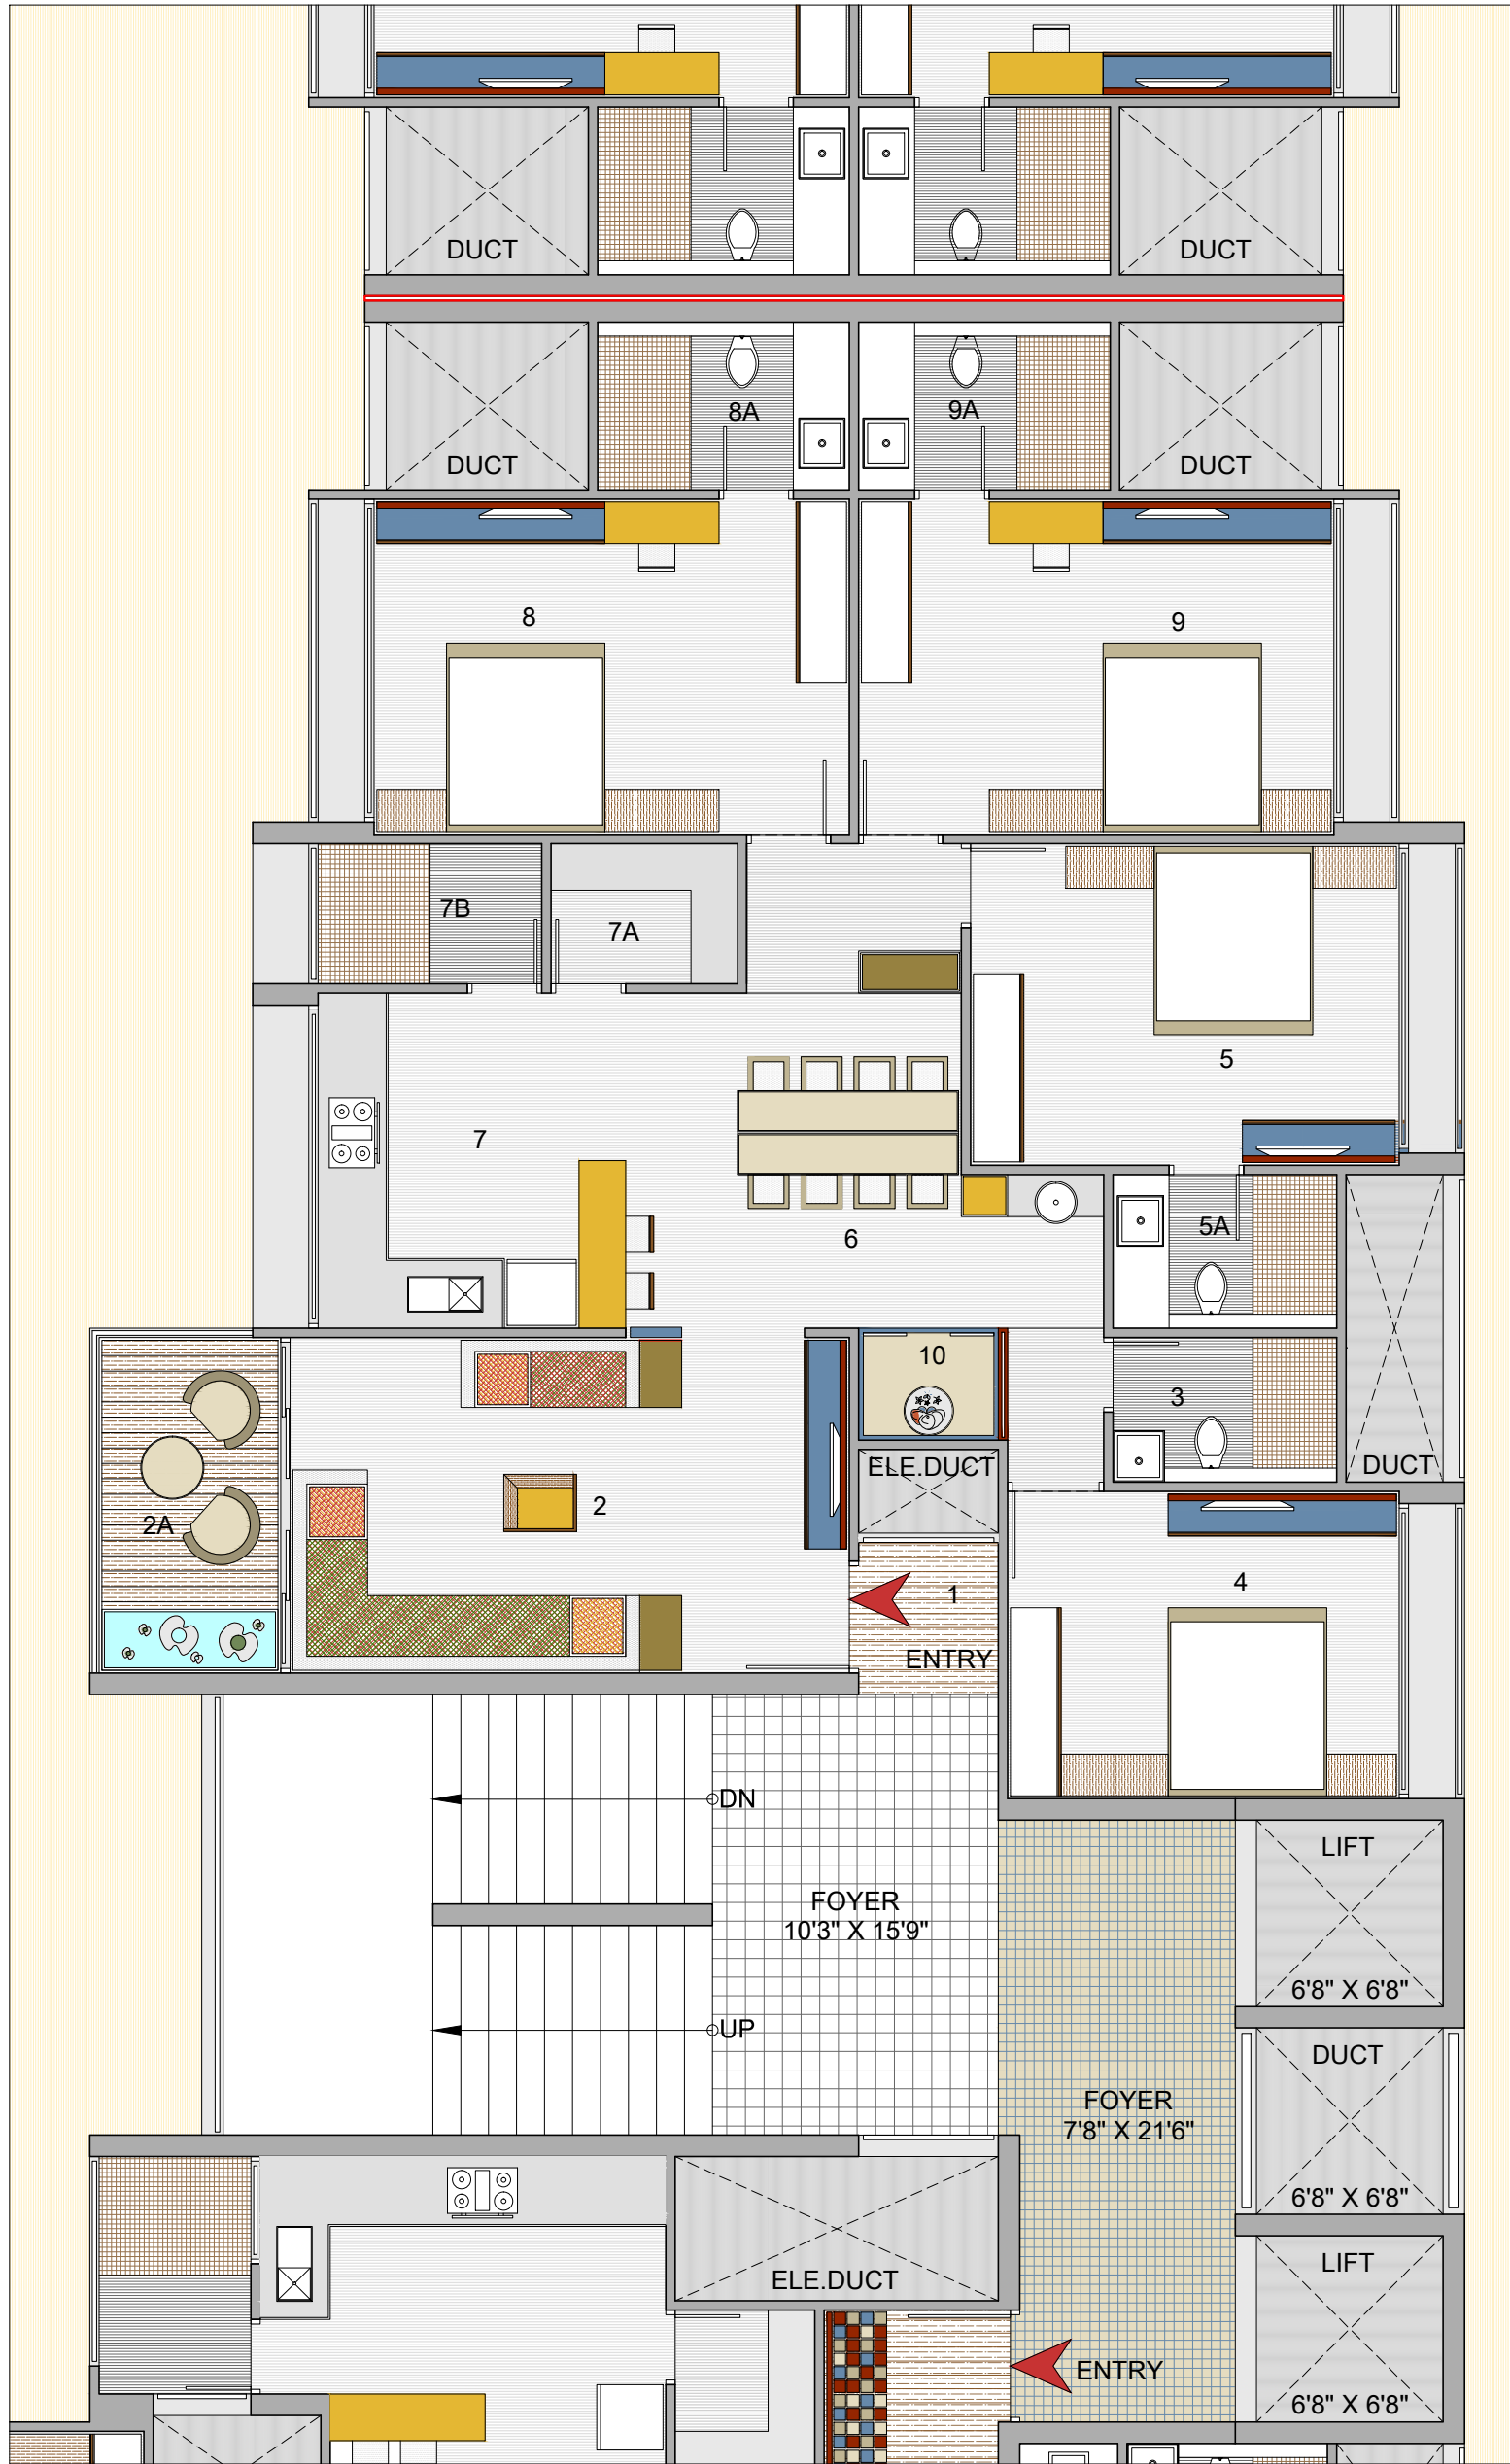 DUCT
DUCT
8A
9A
DUCT
DUCT
8
9
7B
7A
5
7
5A
6
10
3
ELE.DUCT
DUCT
2
2A
4
1
ENTRY
DN
LIFT
FOYER
10'3" X 15'9"
6'8" X 6'8"
UP
DUCT
FOYER
7'8" X 21'6"
6'8" X 6'8"
LIFT
ELE.DUCT
ENTRY
6'8" X 6'8"